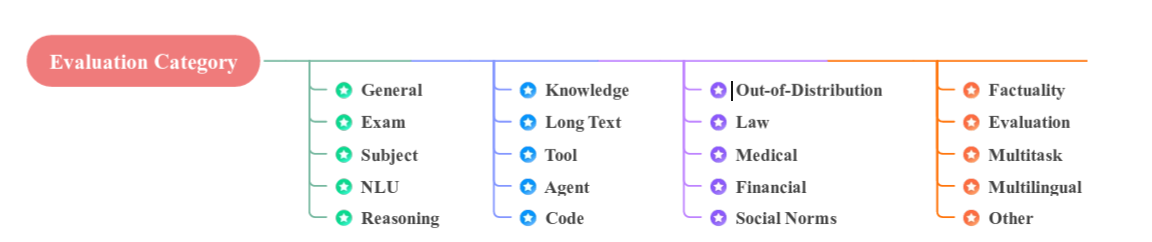 Evaluation Category
General
Exam
Subject
NLU
Reasoning
Knowledge
Long Text
Tool
Agent
Code
Out-of-Distribution
Law
Medical
Financial
Social Norms
Factuality
Evaluation
Multitask
Multilingual
Other